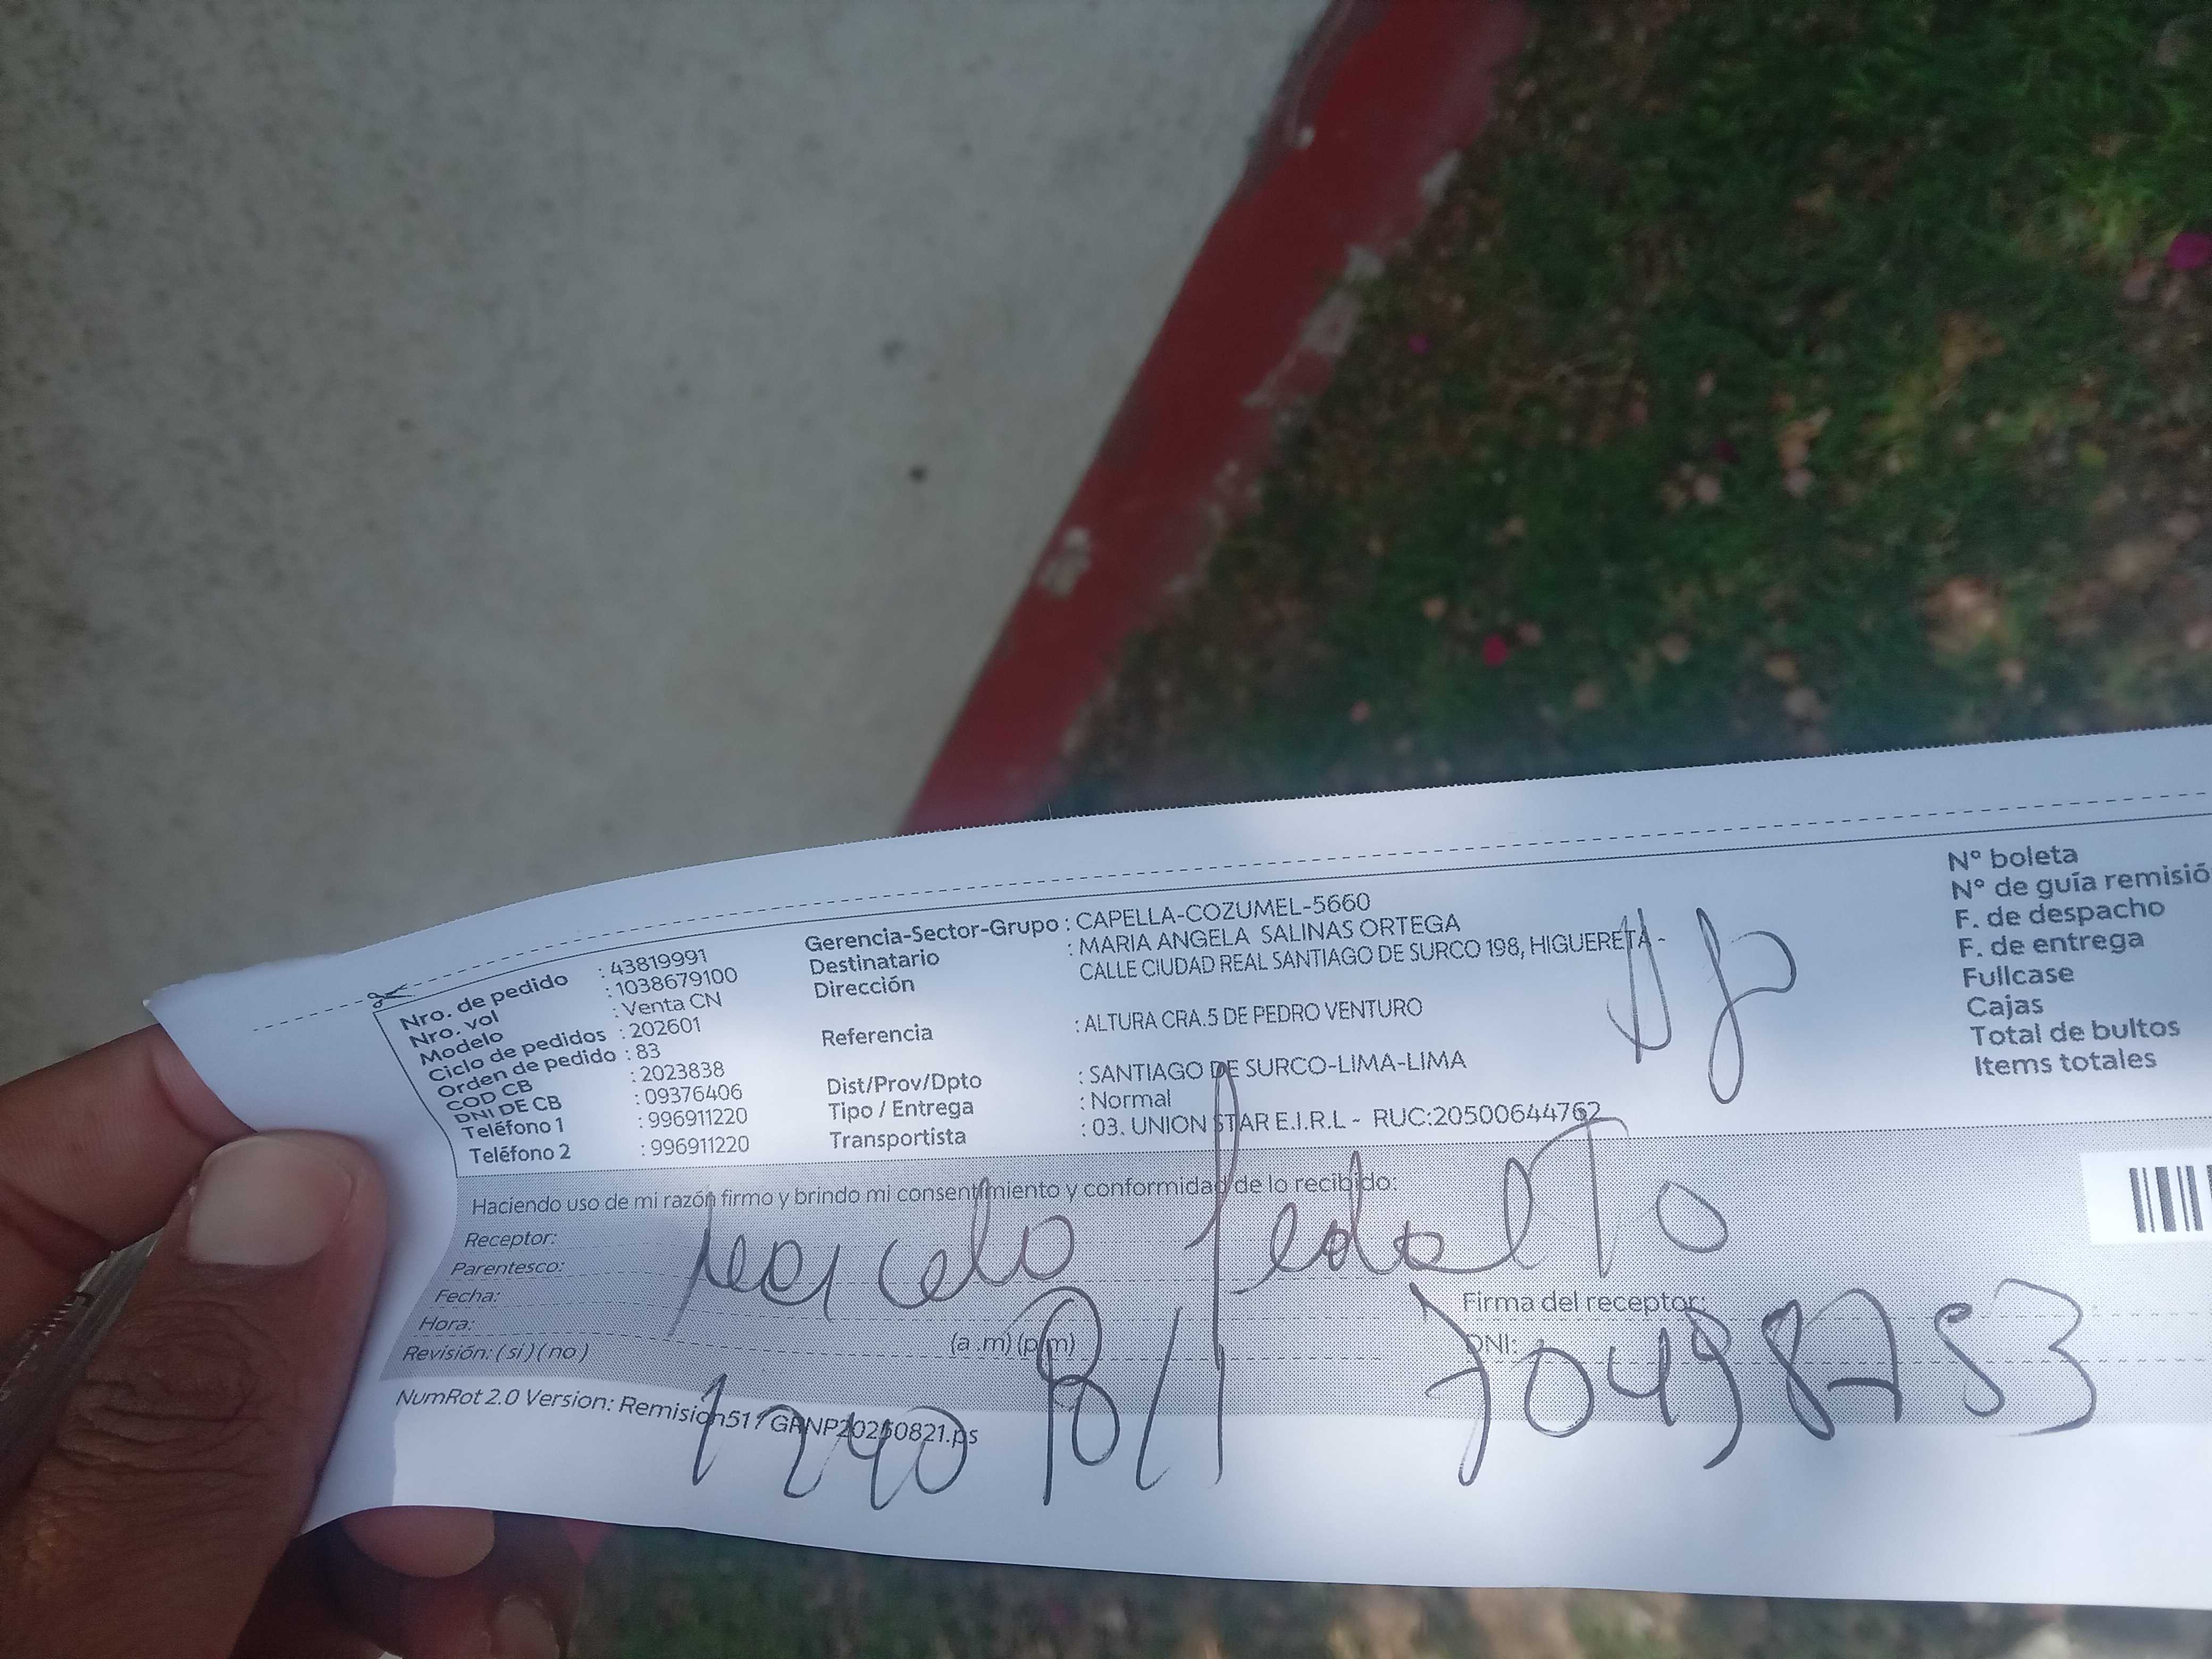 Nro. de pedido : 43819991
Nro. vol : 1038679100
Modelo : Venta CN
Ciclo de pedidos : 202601
Orden de pedido : 83
COD CB : 2023838
DNI DE CB : 09376406
Teléfono 1 : 996911220
Teléfono 2 : 996911220
Gerencia-Sector-Grupo : CAPELLA-COZUMEL-5660
Destinatario : MARIA ANGELA SALINAS ORTEGA
Dirección CALLE CIUDAD REAL SANTIAGO DE SURCO 198, HIGUERETA -
Referencia : ALTURA CRA.5 DE PEDRO VENTURO
Dist/Prov/Dpto : SANTIAGO DE SURCO-LIMA-LIMA
Tipo / Entrega : Normal
Transportista : 03. UNION STAR E.I.R.L - RUC:20500644762
N° boleta
N° de guía remisió
F. de despacho
F. de entrega
Fullcase
Cajas
Total de bultos
Items totales
Haciendo uso de mi razón firmo y brindo mi consentimiento y conformidad de lo recibido:
Receptor:
Marcelo
Parentesco:
Fecha:
Hora: (a.m) (p.m)
Revisión: (si) (no)
Firma del receptor:
DNI:
NumRot 2.0 Version: Remision517GRNP20250821.ps
1240